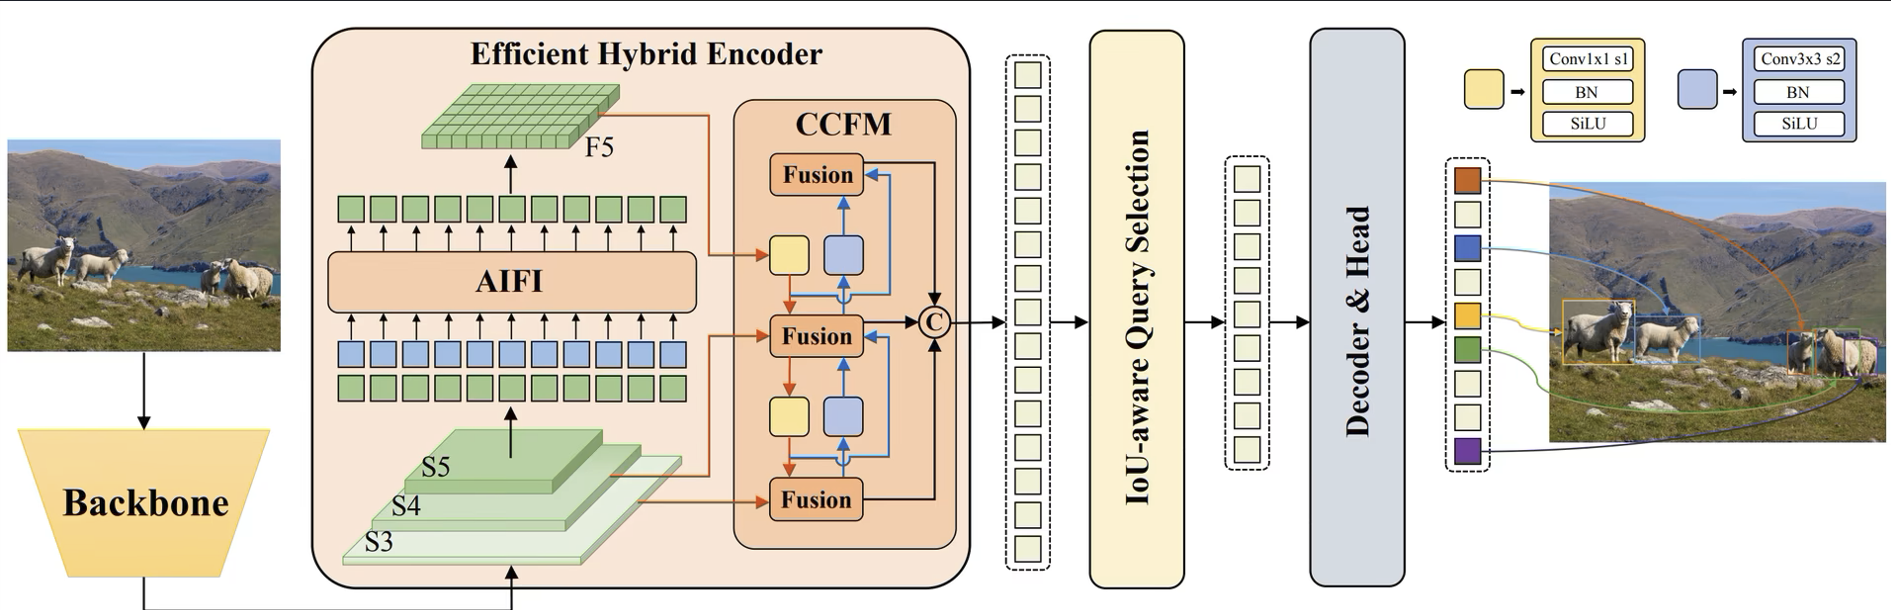 Efficient Hybrid Encoder
F5
CCFM
Fusion
AIFI
Fusion
C
S5
S4
S3
Fusion
Backbone
IoU-aware Query Selection
Decoder & Head
Conv1x1 s1
BN
SiLU
Conv3x3 s2
BN
SiLU